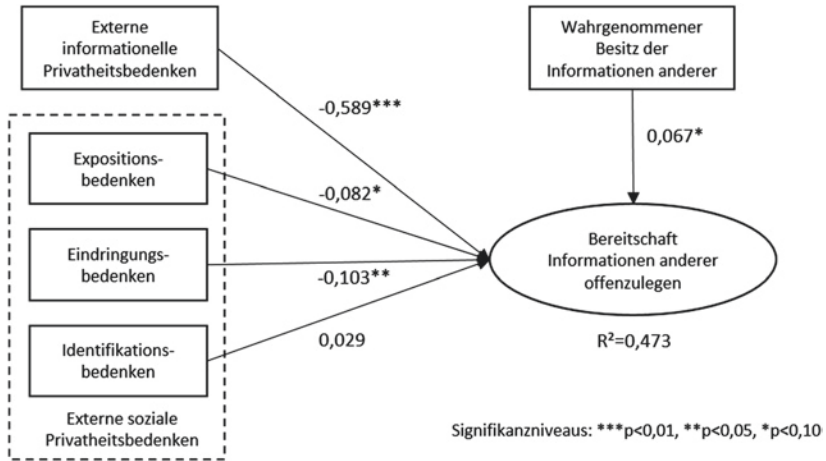 Externe
informationelle
Privatheitsbedenken
Wahrgenommener
Besitz der
Informationen anderer
-0,589***
0,067*
Expositions-
bedenken
-0,082*
Eindringungs-
bedenken
-0,103**
Bereitschaft
Informationen anderer
offenzulegen
Identifikations-
bedenken
0,029
R²=0,473
Externe soziale
Privatheitsbedenken
Signifikanzniveaus: ***p<0,01, **p<0,05, *p<0,10